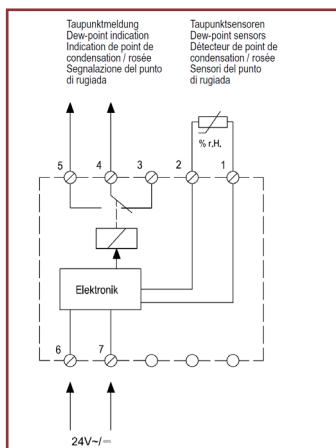 Taupunktmeldung
Dew-point indication
Indication de point de
condensation / rosée
Segnalazione del punto
di rugiada
Taupunktsensoren
Dew-point sensors
Détecteur de point de
condensation / rosée
Sensori del punto
di rugiada
% r.H.
5 4 3 2 1
Elektronik
6 7
24V~/⎓